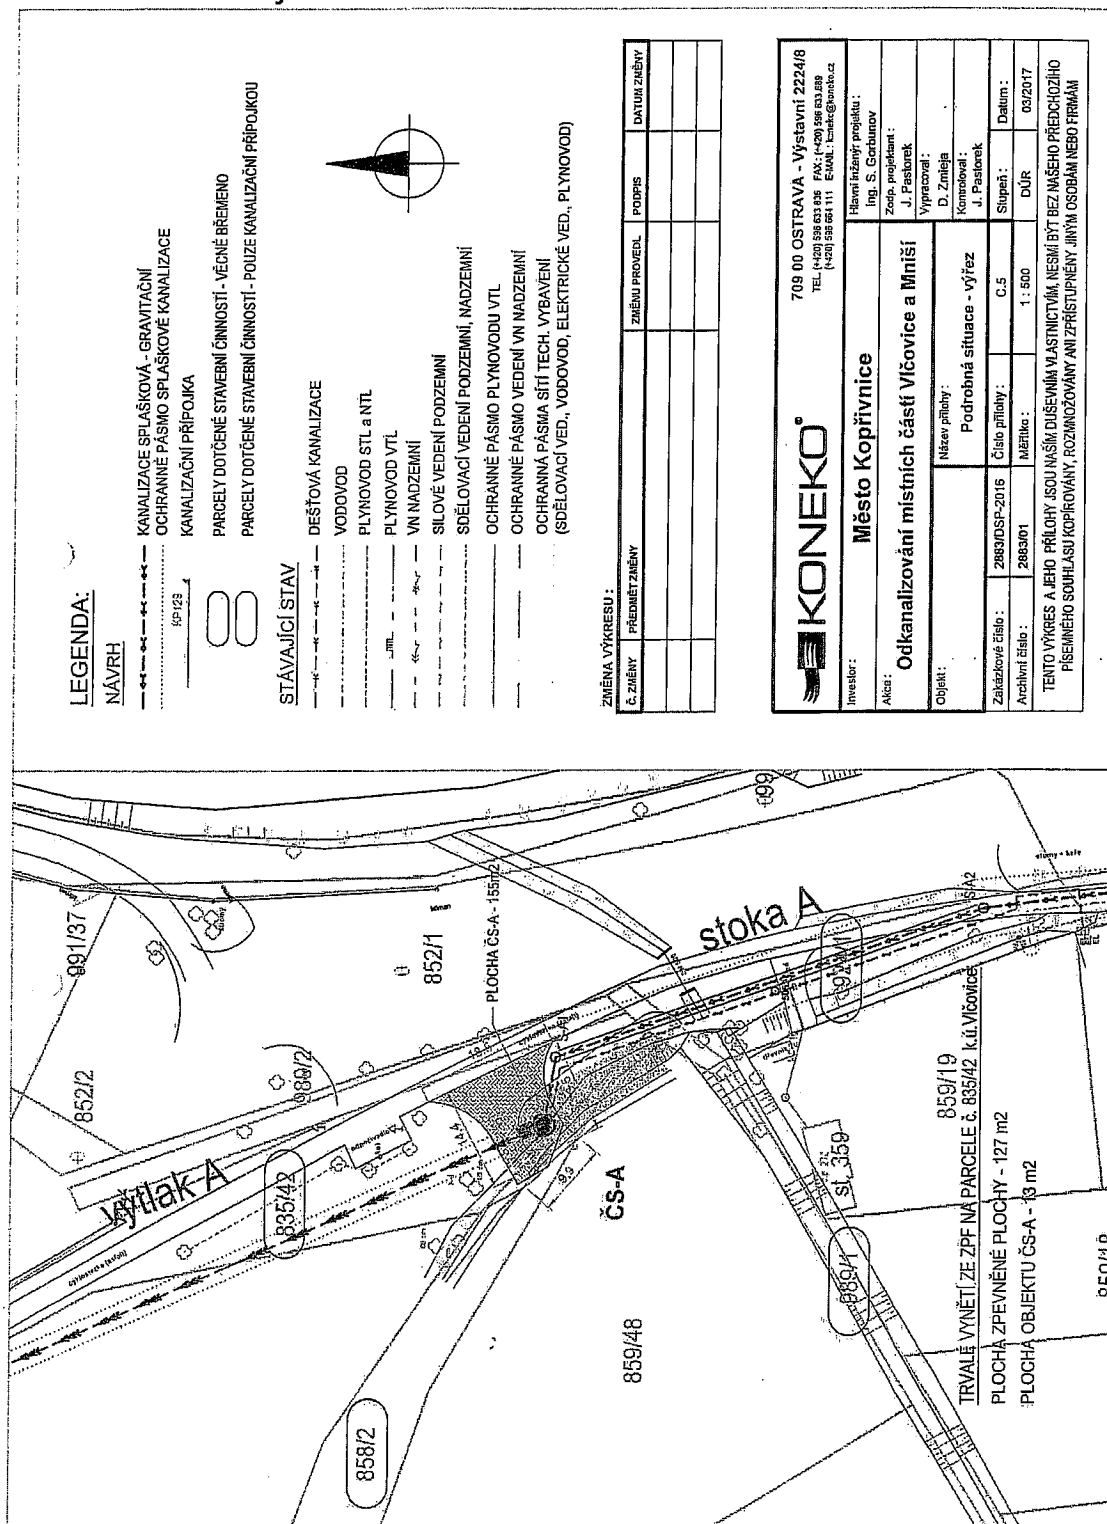 LEGENDA:
NÁVRH
KANALIZACE SPLAŠKOVÁ - GRAVITAČNÍ
OCHRANNÉ PÁSMO SPLAŠKOVÉ KANALIZACE
KP129
KANALIZAČNÍ PŘÍPOJKA
PARCELY DOTČENÉ STAVEBNÍ ČINNOSTÍ - VĚCNÉ BŘEMENO
PARCELY DOTČENÉ STAVEBNÍ ČINNOSTÍ - POUZE KANALIZAČNÍ PŘÍPOJKOU
STÁVAJÍCÍ STAV
DEŠŤOVÁ KANALIZACE
VODOVOD
PLYNOVOD STL a NTL
PLYNOVOD VTL
VN NADZEMNÍ
SILOVÉ VEDENÍ PODZEMNÍ
SDĚLOVACÍ VEDENÍ PODZEMNÍ, NADZEMNÍ
OCHRANNÉ PÁSMO PLYNOVODU VTL
OCHRANNÉ PÁSMO VEDENÍ VN NADZEMNÍ
OCHRANNÁ PÁSMA SÍTÍ TECH. VYBAVENÍ
(SDĚLOVACÍ VED., VODOVOD, ELEKTRICKÉ VED., PLYNOVOD)
ZMĚNA VÝKRESU :
Č. ZMĚNY PŘEDMĚT ZMĚNY ZMĚNU PROVEDL PODPIS DATUM ZMĚNY
KONEKO
709 00 OSTRAVA - Výstavní 2224/8
Investor :
Město Kopřivnice
Akce :
Odkanalizování místních částí Vlčovice a Mniší
Objekt :
Název přílohy :
Podrobná situace - výřez
Hlavní inženýr projektu :
Ing. S. Gorbunov
Zodp. projektant :
J. Pastorek
Vypracoval :
D. Zmieja
Kontroloval :
J. Pastorek
Zakázkové číslo : 2883/DSP-2016 Číslo přílohy : C.5 Stupeň : Datum :
Archivní číslo : 2883/01 Měřítko : 1 : 500 DÚR 03/2017
TENTO VÝKRES A JEHO PŘÍLOHY JSOU NAŠÍM DUŠEVNÍM VLASTNICTVÍM, NESMÍ BÝT BEZ NAŠEHO PŘEDCHOZÍHO
PÍSEMNÉHO SOUHLASU KOPÍROVÁNY, ROZMNOŽOVÁNY ANI ZPŘÍSTUPNĚNY JINÝM OSOBÁM NEBO FIRMÁM
991/37
852/2
852/1
989/2
PLOCHA ČS-A - 155m2
stoka A
výtlak A
835/42
ČS-A
858/2
859/48
st. 359
989/1
859/19
TRVALÉ VYNĚTÍ ZE ZPF NA PARCELE č. 835/42 k.ú. Vlčovice
PLOCHA ZPEVNĚNÉ PLOCHY - 127 m2
PLOCHA OBJEKTU ČS-A - 13 m2